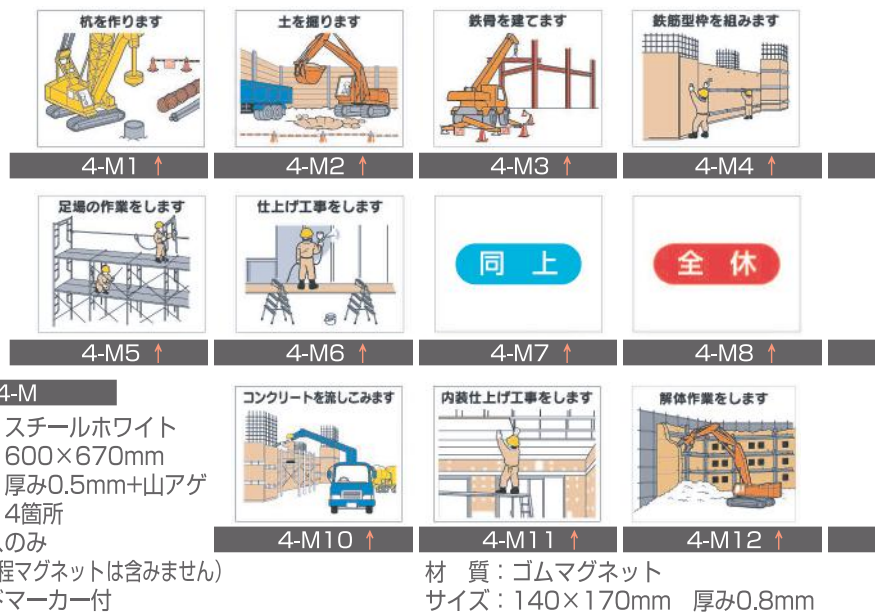 杭を作ります
土を掘ります
鉄骨を建てます
鉄筋型枠を組みます
4-M1 ↑
4-M2 ↑
4-M3 ↑
4-M4 ↑
足場の作業をします
仕上げ工事をします
同 上
全 休
4-M5 ↑
4-M6 ↑
4-M7 ↑
4-M8 ↑
4-M
スチールホワイト
600×670mm
厚み0.5mm+山アゲ
4箇所
のみ
程マグネットは含みません)
マーカー付
コンクリートを流しこみます
内装仕上げ工事をします
解体作業をします
4-M10 ↑
4-M11 ↑
4-M12 ↑
材 質：ゴムマグネット
サイズ：140×170mm 厚み0.8mm